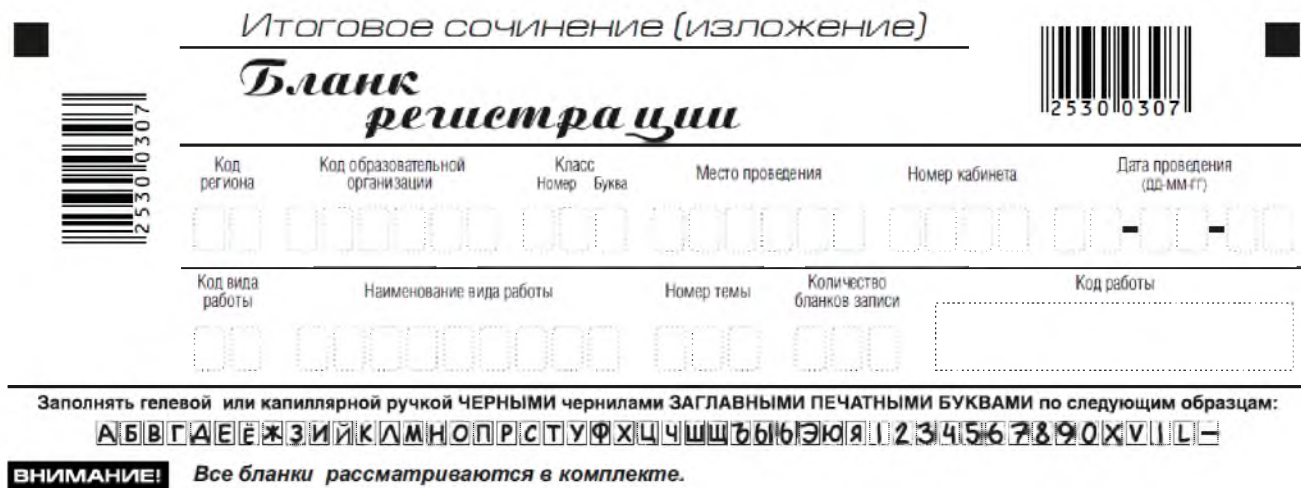 Итоговое сочинение (изложение)
Бланк
регистрации
2530 0307
2530 0307
Код региона
Код образовательной организации
Класс
Номер Буква
Место проведения
Номер кабинета
Дата проведения
(ДД-ММ-ГГ)
- -
Код вида работы
Наименование вида работы
Номер темы
Количество бланков записи
Код работы
Заполнять гелевой или капиллярной ручкой ЧЕРНЫМИ чернилами ЗАГЛАВНЫМИ ПЕЧАТНЫМИ БУКВАМИ по следующим образцам:
АБВГДЕЁЖЗИЙКЛМНОПРСТУФХЦЧШЩЪЫЬЭЮЯ1234567890XVIL-
ВНИМАНИЕ! Все бланки рассматриваются в комплекте.